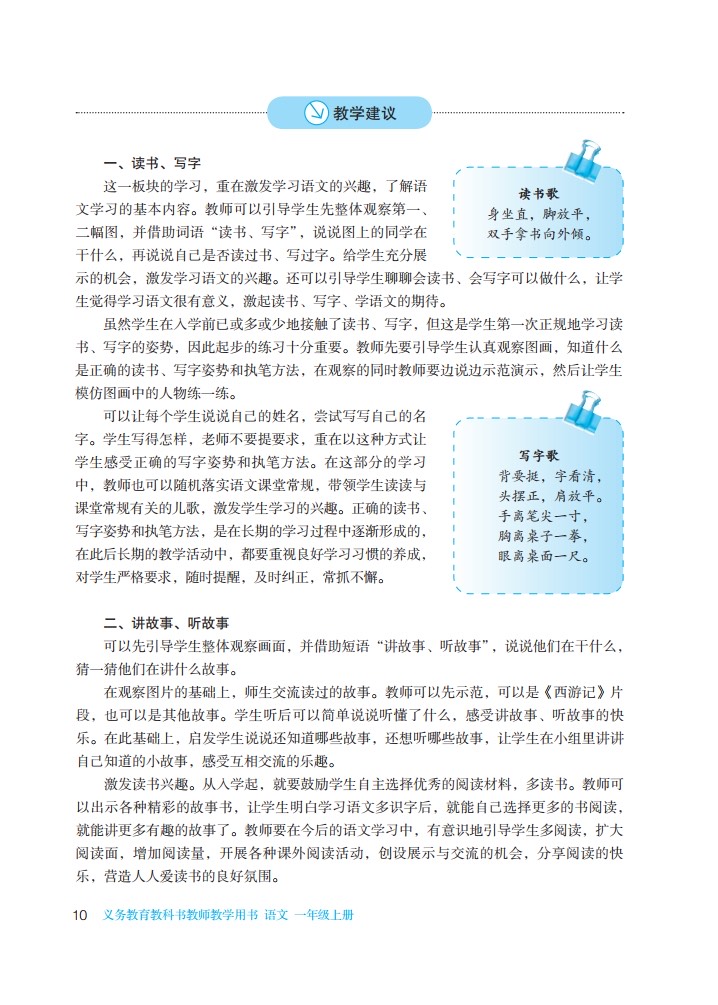 教学建议
一、读书、写字
这一板块的学习，重在激发学习语文的兴趣，了解语
文学习的基本内容。教师可以引导学生先整体观察第一、
二幅图，并借助词语“读书、写字”，说说图上的同学在
干什么，再说说自己是否读过书、写过字。给学生充分展
示的机会，激发学习语文的兴趣。还可以引导学生聊聊会读书、会写字可以做什么，让学
生觉得学习语文很有意义，激起读书、写字、学语文的期待。
读书歌
身坐直，脚放平，
双手拿书向外倾。
虽然学生在入学前已或多或少地接触了读书、写字，但这是学生第一次正规地学习读
书、写字的姿势，因此起步的练习十分重要。教师先要引导学生认真观察图画，知道什么
是正确的读书、写字姿势和执笔方法，在观察的同时教师要边说边示范演示，然后让学生
模仿图画中的人物练一练。
可以让每个学生说说自己的姓名，尝试写写自己的名
字。学生写得怎样，老师不要提要求，重在以这种方式让
学生感受正确的写字姿势和执笔方法。在这部分的学习
中，教师也可以随机落实语文课堂常规，带领学生读读与
课堂常规有关的儿歌，激发学生学习的兴趣。正确的读书、
写字姿势和执笔方法，是在长期的学习过程中逐渐形成的，
在此后长期的教学活动中，都要重视良好学习习惯的养成，
对学生严格要求，随时提醒，及时纠正，常抓不懈。
写字歌
背要挺，字看清，
头摆正，肩放平。
手离笔尖一寸，
胸离桌子一拳，
眼离桌面一尺。
二、讲故事、听故事
可以先引导学生整体观察画面，并借助短语“讲故事、听故事”，说说他们在干什么，
猜一猜他们在讲什么故事。
在观察图片的基础上，师生交流读过的故事。教师可以先示范，可以是《西游记》片
段，也可以是其他故事。学生听后可以简单说说听懂了什么，感受讲故事、听故事的快
乐。在此基础上，启发学生说说还知道哪些故事，还想听哪些故事，让学生在小组里讲讲
自己知道的小故事，感受互相交流的乐趣。
激发读书兴趣。从入学起，就要鼓励学生自主选择优秀的阅读材料，多读书。教师可
以出示各种精彩的故事书，让学生明白学习语文多识字后，就能自己选择更多的书阅读，
就能讲更多有趣的故事了。教师要在今后的语文学习中，有意识地引导学生多阅读，扩大
阅读面，增加阅读量，开展各种课外阅读活动，创设展示与交流的机会，分享阅读的快
乐，营造人人爱读书的良好氛围。
10 义务教育教科书教师教学用书 语文 一年级上册